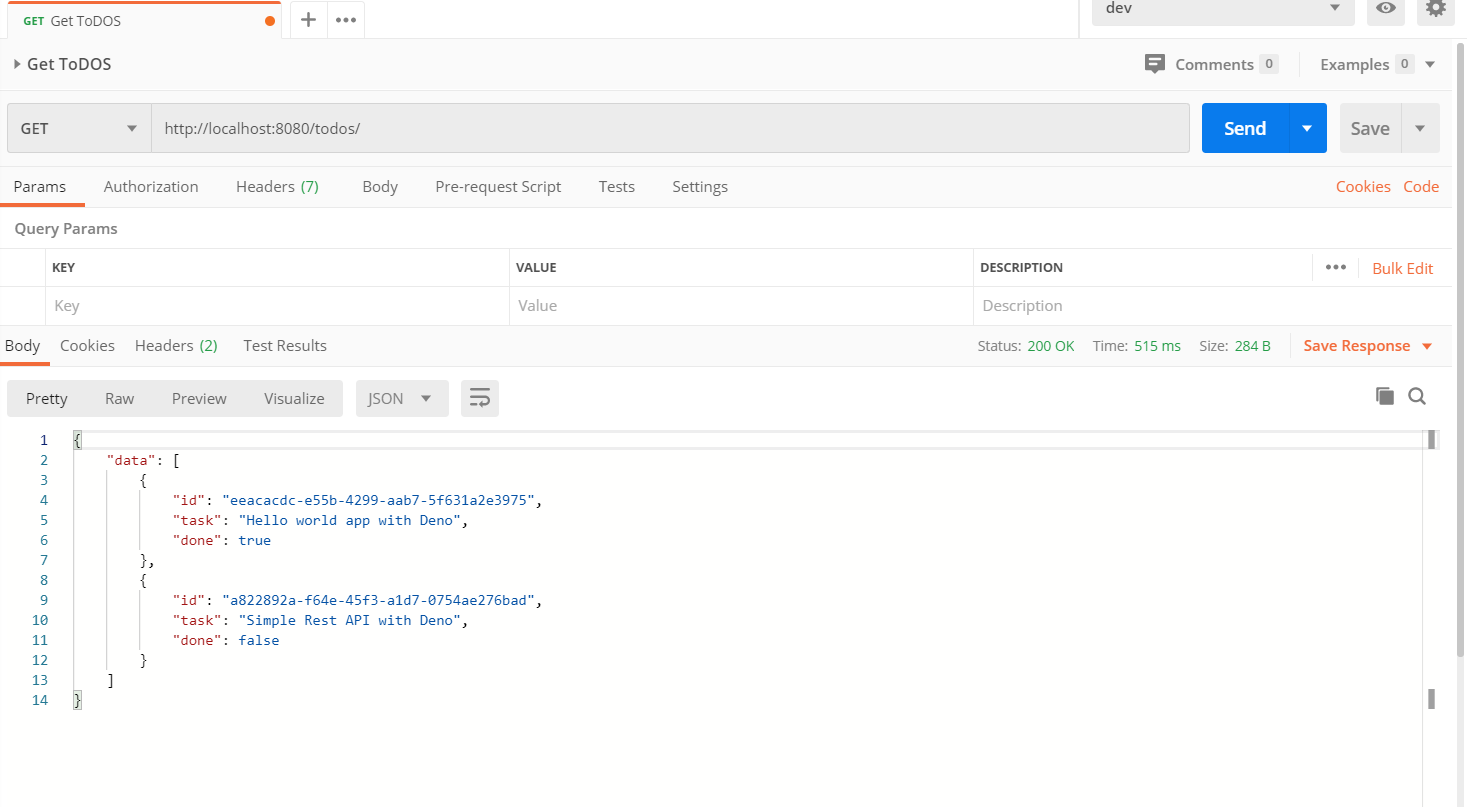 GET Get ToDOS
dev
Get ToDOS
Comments 0 Examples 0
GET http://localhost:8080/todos/ Send Save
Params Authorization Headers (7) Body Pre-request Script Tests Settings Cookies Code
Query Params
KEY VALUE DESCRIPTION Bulk Edit
Key Value Description
Body Cookies Headers (2) Test Results Status: 200 OK Time: 515 ms Size: 284 B Save Response
Pretty Raw Preview Visualize JSON
1 {
2 "data": [
3 {
4 "id": "eeacacdc-e55b-4299-aab7-5f631a2e3975",
5 "task": "Hello world app with Deno",
6 "done": true
7 },
8 {
9 "id": "a822892a-f64e-45f3-a1d7-0754ae276bad",
10 "task": "Simple Rest API with Deno",
11 "done": false
12 }
13 ]
14 }